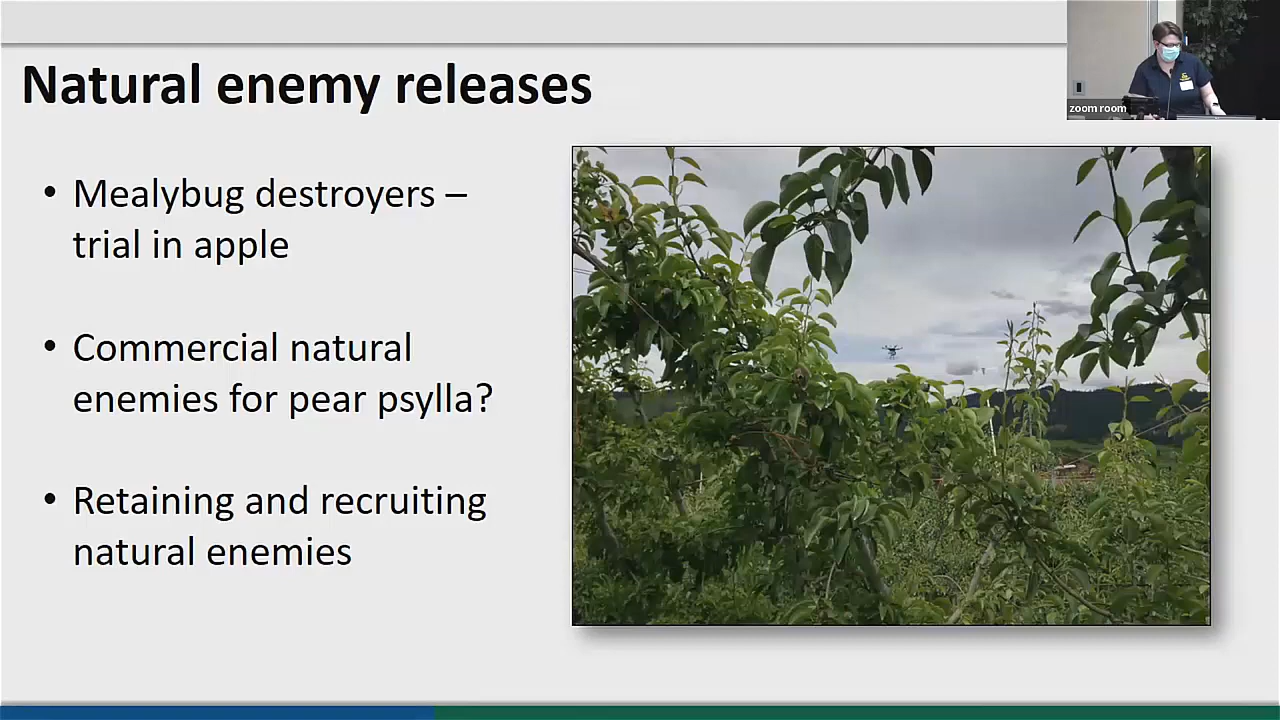 Natural enemy releases
zoom room
• Mealybug destroyers –
trial in apple
• Commercial natural
enemies for pear psylla?
• Retaining and recruiting
natural enemies